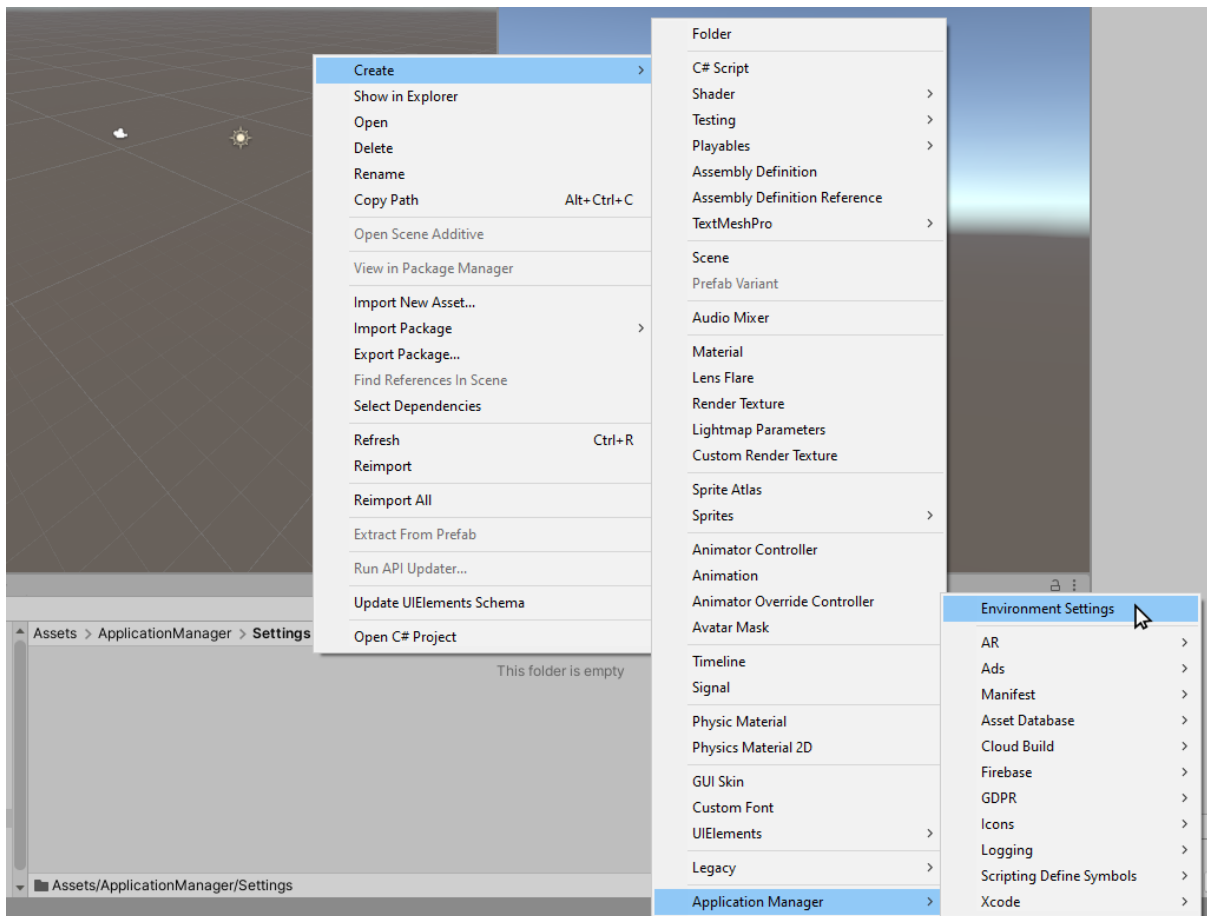 Create
Show in Explorer
Open
Delete
Rename
Copy Path Alt+Ctrl+C
Open Scene Additive
View in Package Manager
Import New Asset...
Import Package
Export Package...
Find References In Scene
Select Dependencies
Refresh Ctrl+R
Reimport
Reimport All
Extract From Prefab
Run API Updater...
Update UIElements Schema
Open C# Project
Folder
C# Script
Shader
Testing
Playables
Assembly Definition
Assembly Definition Reference
TextMeshPro
Scene
Prefab Variant
Audio Mixer
Material
Lens Flare
Render Texture
Lightmap Parameters
Custom Render Texture
Sprite Atlas
Sprites
Animator Controller
Animation
Animator Override Controller
Avatar Mask
Timeline
Signal
Physic Material
Physics Material 2D
GUI Skin
Custom Font
UIElements
Legacy
Application Manager
Environment Settings
AR
Ads
Manifest
Asset Database
Cloud Build
Firebase
GDPR
Icons
Logging
Scripting Define Symbols
Xcode
Assets > ApplicationManager > Settings
This folder is empty
Assets/ApplicationManager/Settings